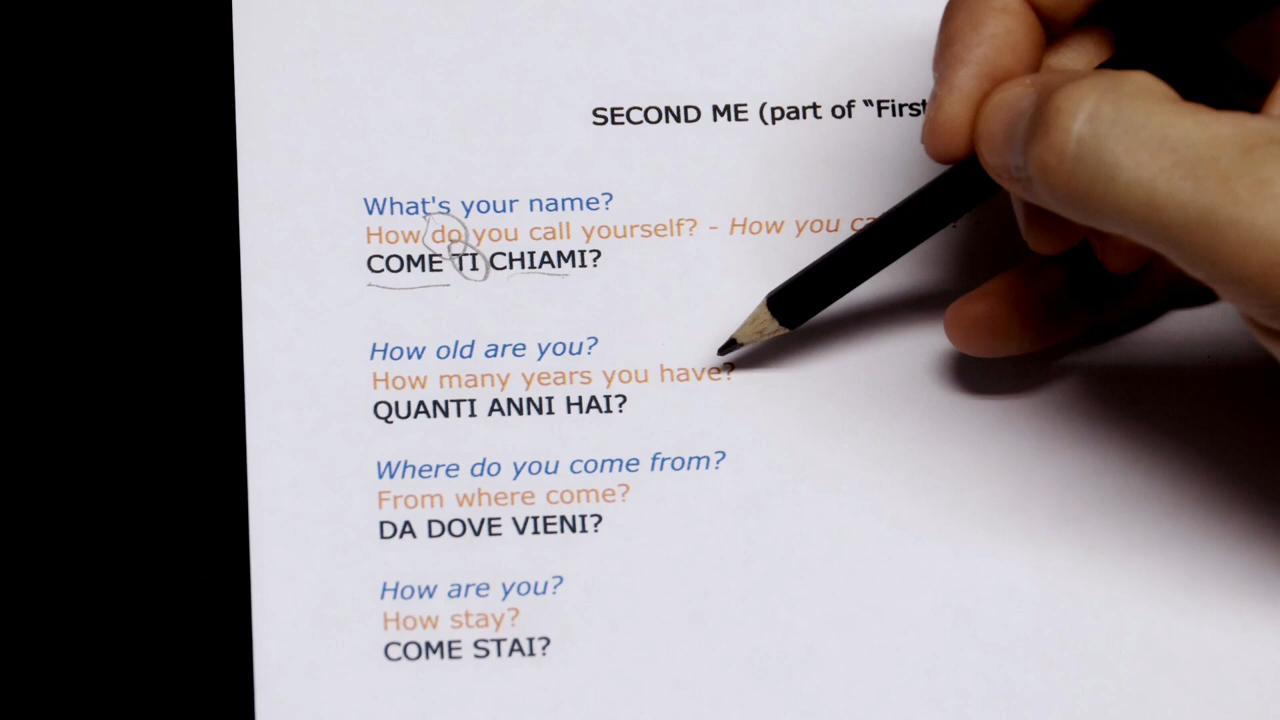 SECOND ME (part of "First
What's your name?
How do you call yourself? - How you
COME TI CHIAMI?
How old are you?
How many years you have?
QUANTI ANNI HAI?
Where do you come from?
From where come?
DA DOVE VIENI?
How are you?
How stay?
COME STAI?